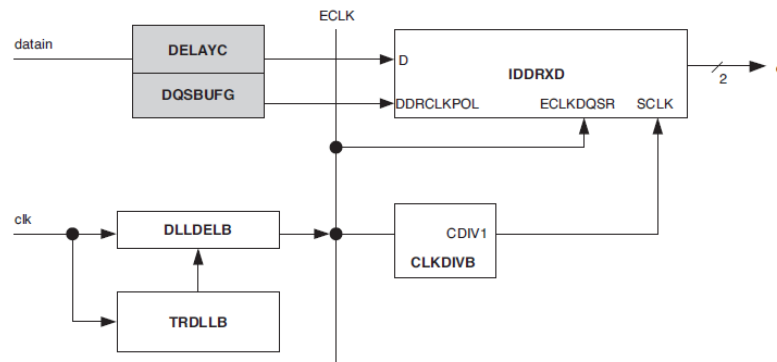 ECLK
datain
DELAYC
D
IDDRXD
DQSBUFG
DDRCLKPOL
ECLKDQSR
SCLK
2
clk
DLLDELB
CDIV1
CLKDIVB
TRDLLB